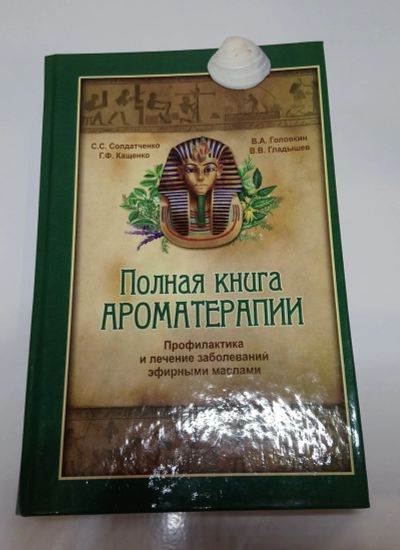 С.С. Солдатченко
Г.Ф. Кащенко
В.А. Головкин
В.В. Гладышев
Полная книга
АРОМАТЕРАПИИ
Профилактика
и лечение заболеваний
эфирными маслами